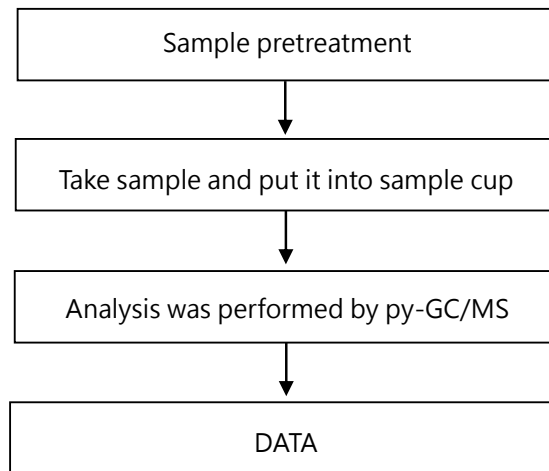 Sample pretreatment
Take sample and put it into sample cup
Analysis was performed by py-GC/MS
DATA